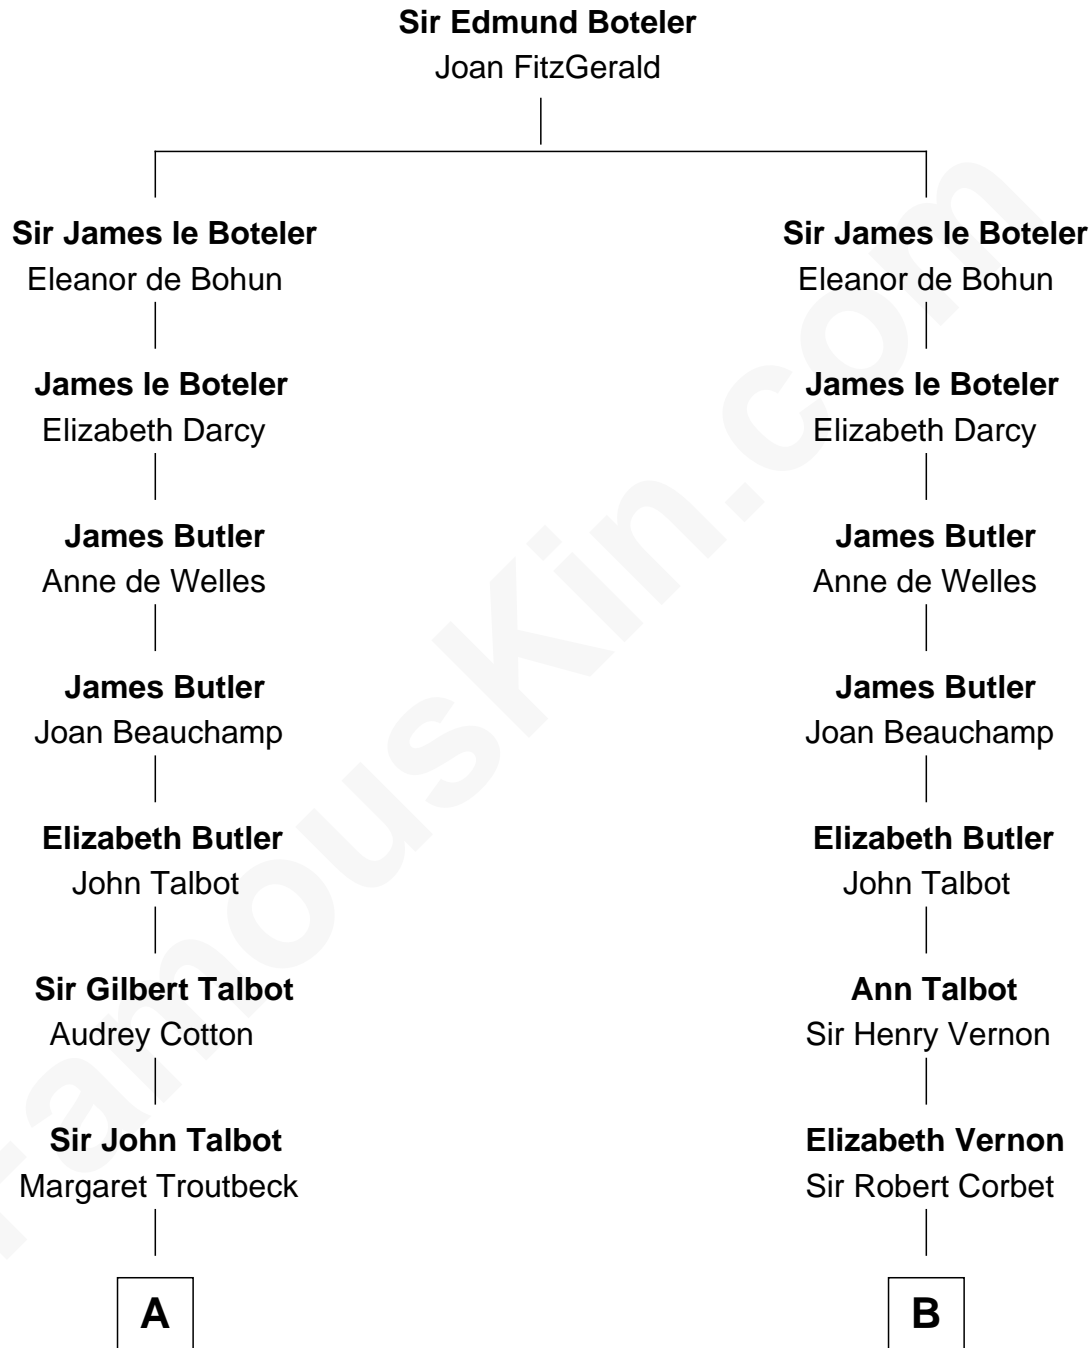 Sir Edmund Boteler
Joan FitzGerald
Sir James le Boteler
Eleanor de Bohun
James le Boteler
Elizabeth Darcy
James Butler
Anne de Welles
James Butler
Joan Beauchamp
Elizabeth Butler
John Talbot
Sir Gilbert Talbot
Audrey Cotton
Sir John Talbot
Margaret Troutbeck
A
Sir James le Boteler
Eleanor de Bohun
James le Boteler
Elizabeth Darcy
James Butler
Anne de Welles
James Butler
Joan Beauchamp
Elizabeth Butler
John Talbot
Ann Talbot
Sir Henry Vernon
Elizabeth Vernon
Sir Robert Corbet
B
FamousKin.com